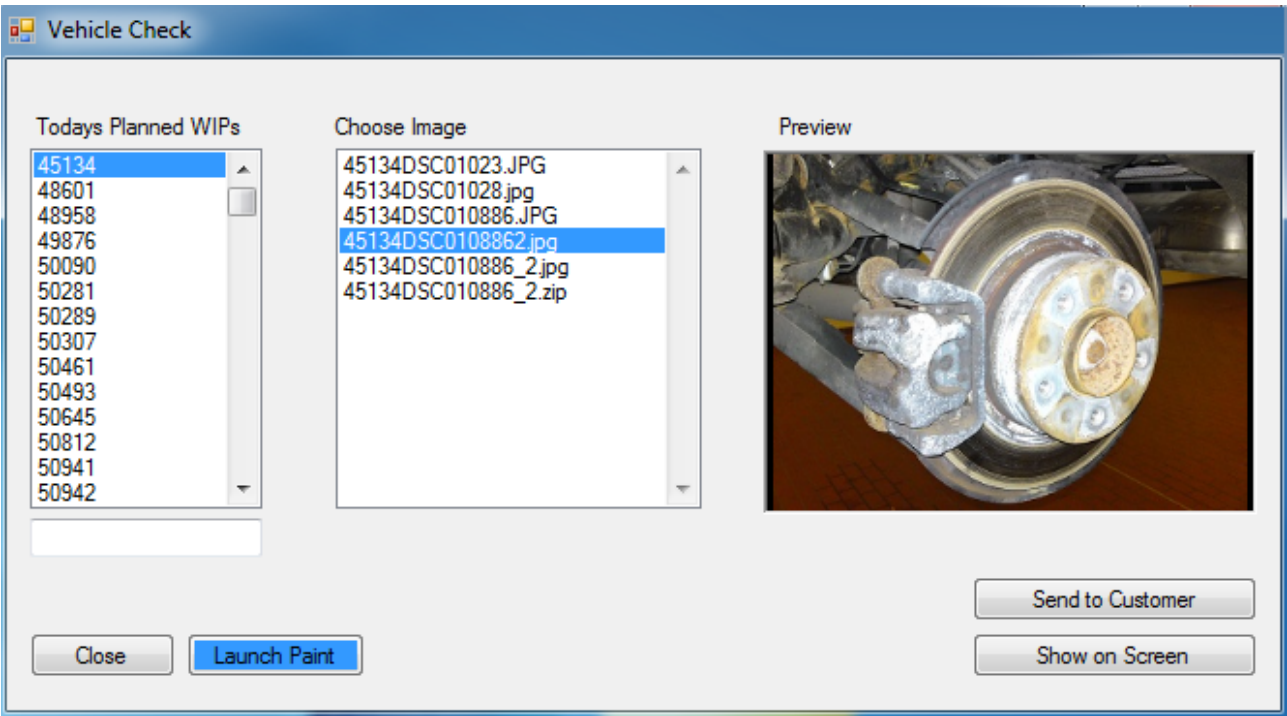 Vehicle Check
Todays Planned WIPs
45134
48601
48958
49876
50090
50281
50289
50307
50461
50493
50645
50812
50941
50942
Choose Image
45134DSC01023.JPG
45134DSC01028.jpg
45134DSC010886.JPG
45134DSC0108862.jpg
45134DSC010886_2.jpg
45134DSC010886_2.zip
Preview
Send to Customer
Close
Launch Paint
Show on Screen